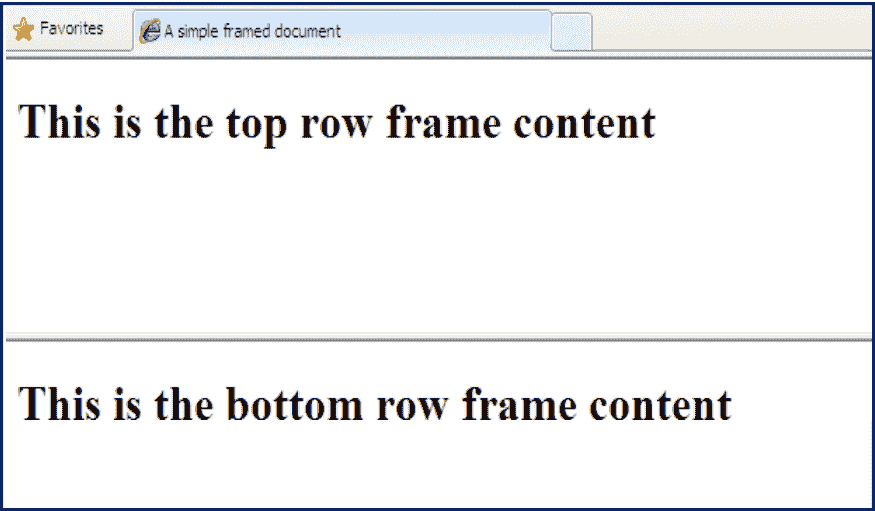 Favorites
A simple framed document
This is the top row frame content
This is the bottom row frame content